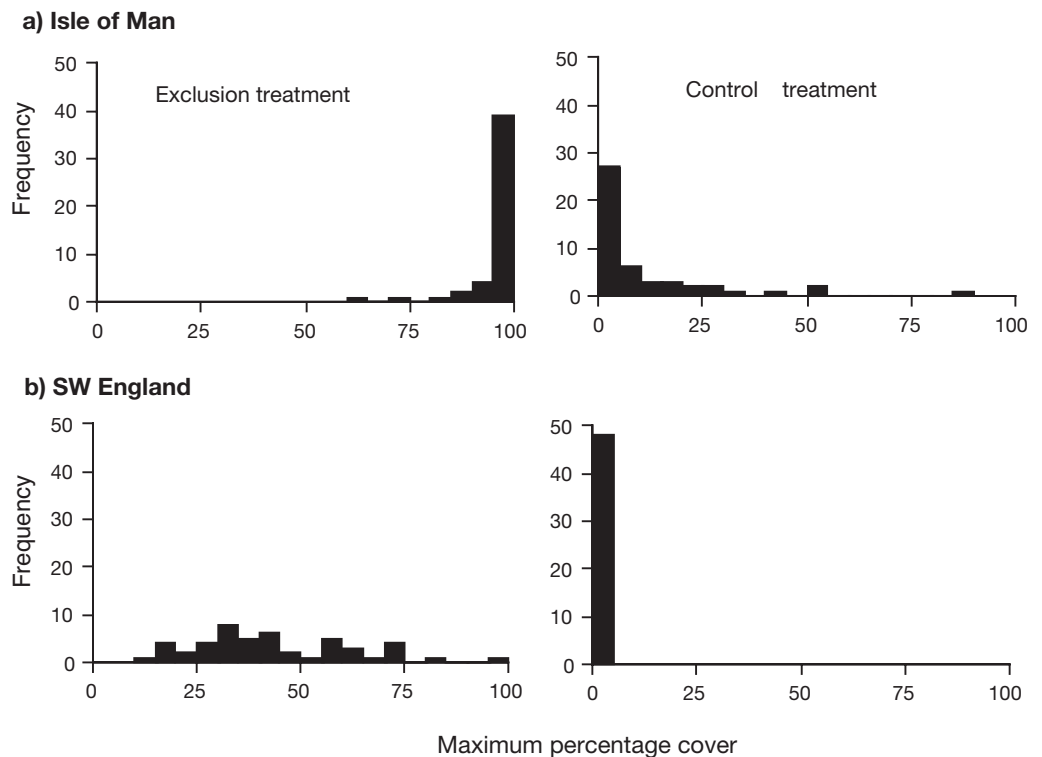 a) Isle of Man
50
40
30
20
10
0
Frequency
Exclusion treatment
0 25 50 75 100
50
40
30
20
10
0
Control treatment
0 25 50 75 100
b) SW England
50
40
30
20
10
0
Frequency
0 25 50 75 100
50
40
30
20
10
0
0 25 50 75 100
Maximum percentage cover